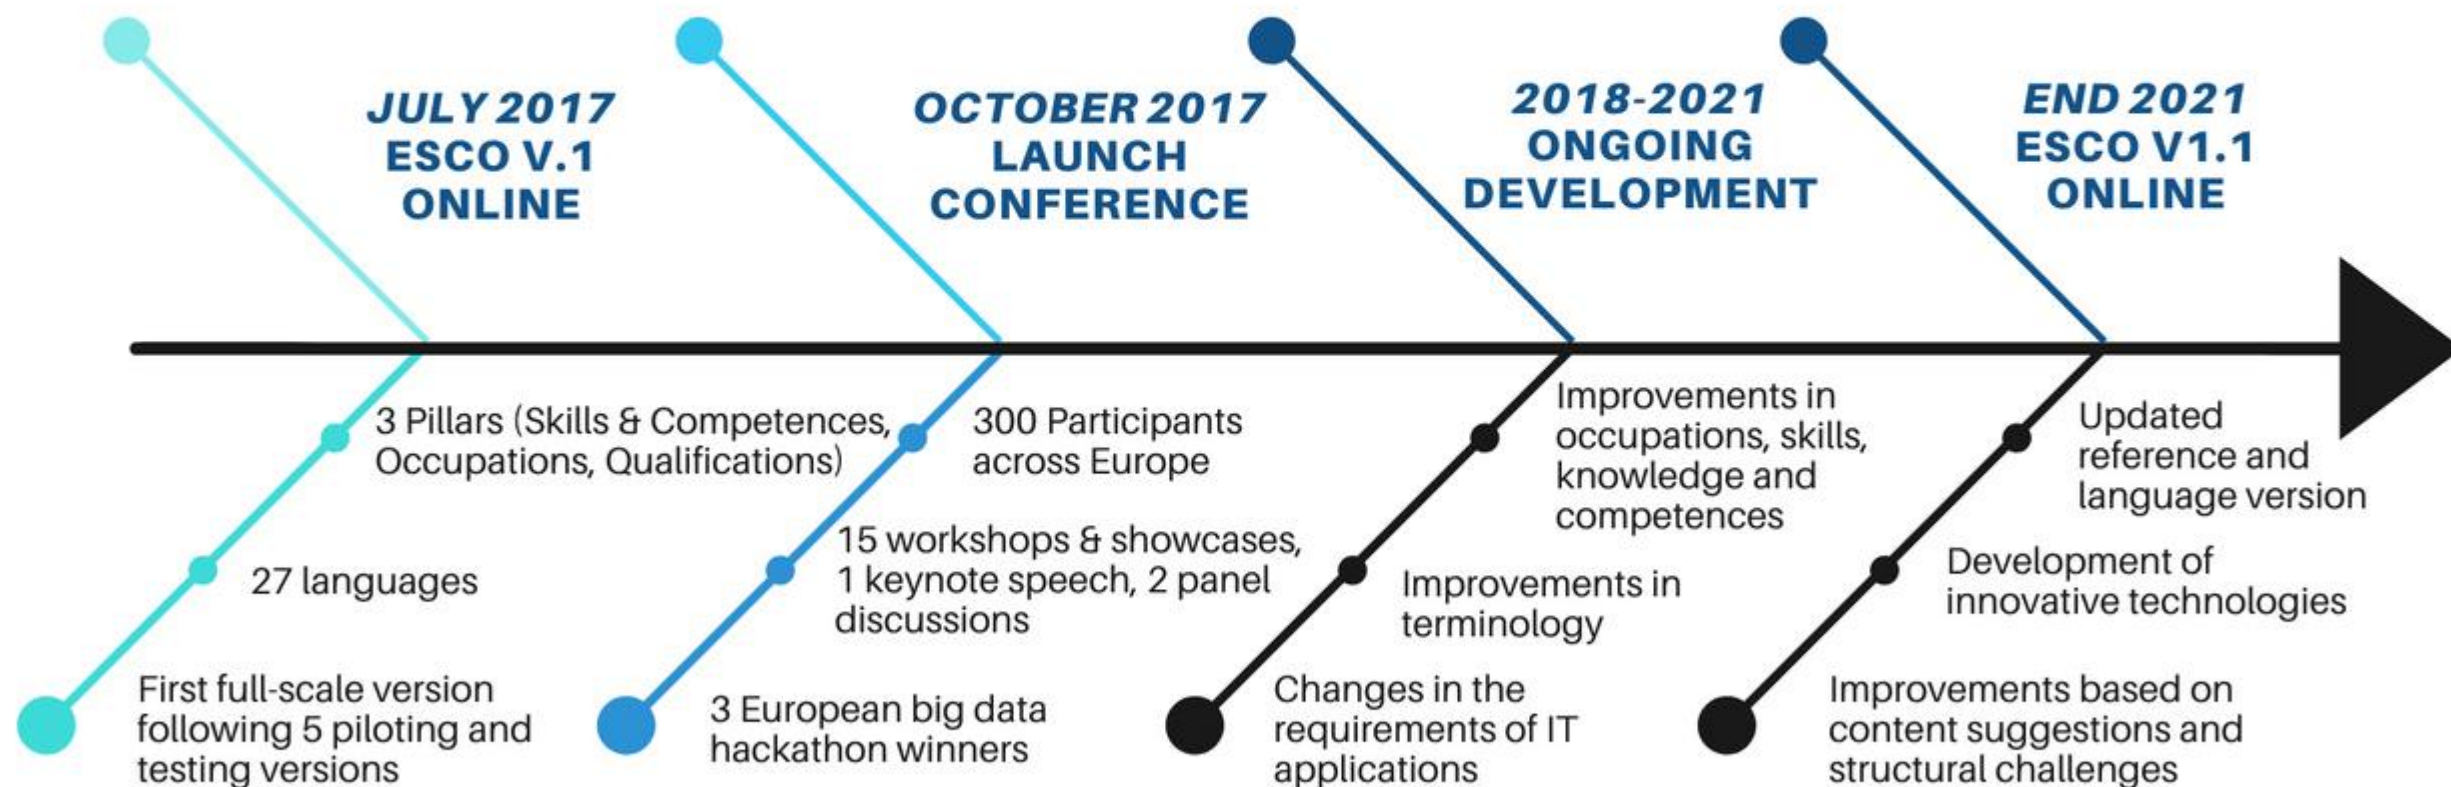 JULY 2017
ESCO V.1
ONLINE
OCTOBER 2017
LAUNCH
CONFERENCE
2018-2021
ONGOING
DEVELOPMENT
END 2021
ESCO V1.1
ONLINE
3 Pillars (Skills & Competences,
Occupations, Qualifications)
27 languages
First full-scale version
following 5 piloting and
testing versions
300 Participants
across Europe
15 workshops & showcases,
1 keynote speech, 2 panel
discussions
3 European big data
hackathon winners
Improvements in
occupations, skills,
knowledge and
competences
Improvements in
terminology
Changes in the
requirements of IT
applications
Updated
reference and
language version
Development of
innovative technologies
Improvements based on
content suggestions and
structural challenges